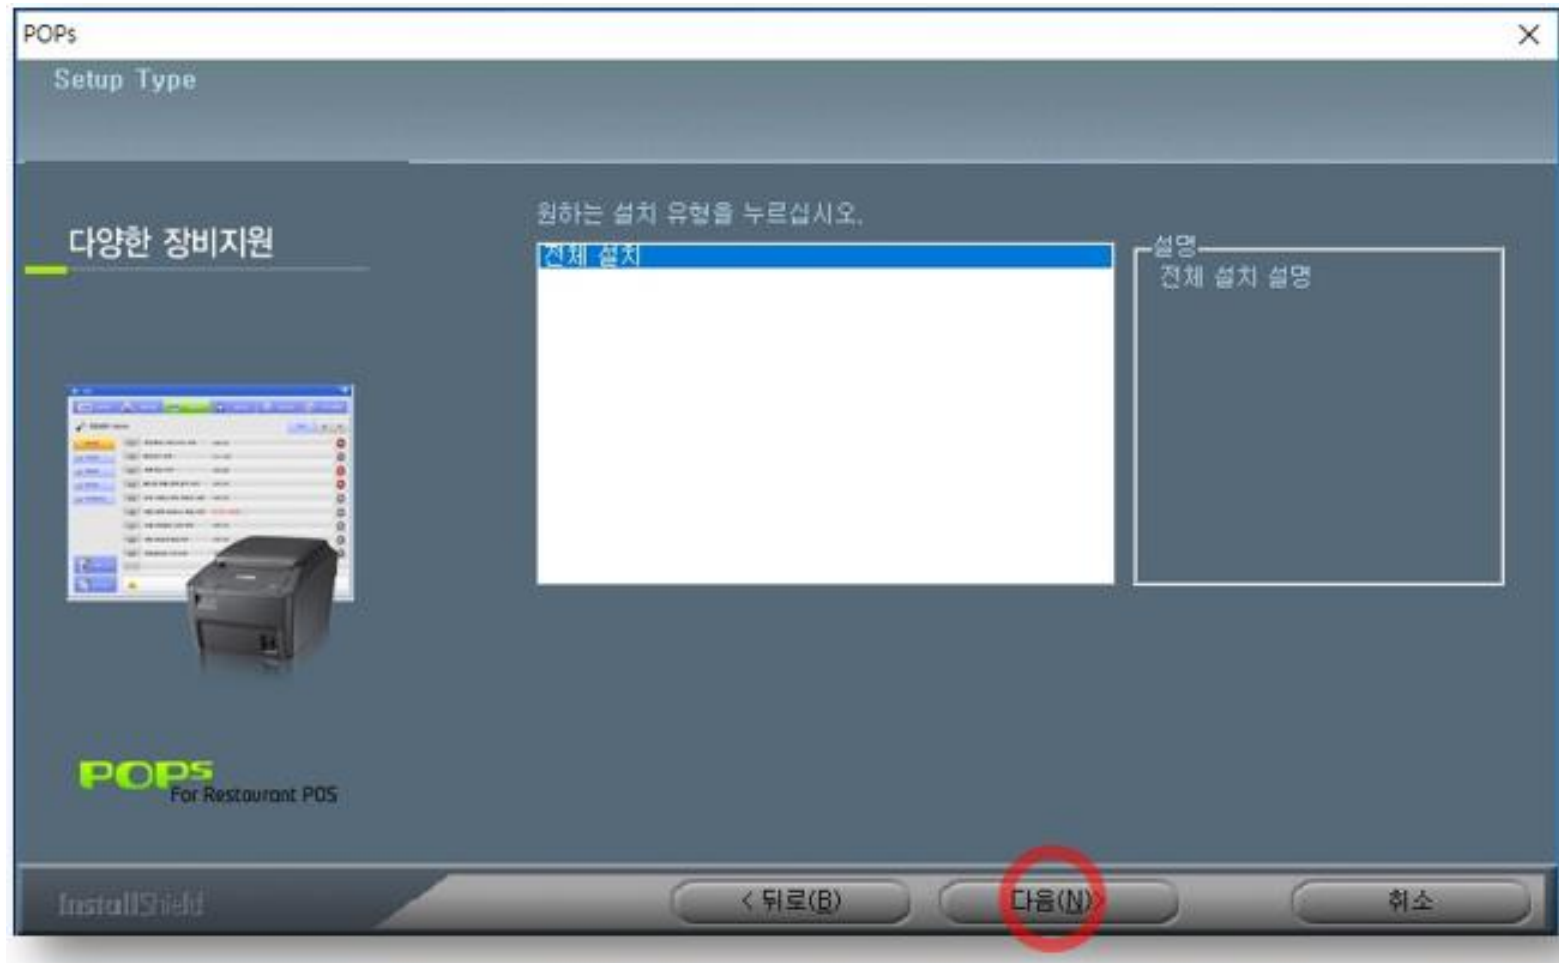 POPs
Setup Type
다양한 장비지원
원하는 설치 유형을 누르십시오.
전체 설치
설명
전체 설치 설명
POPs
For Restaurant POS
InstallShield
< 뒤로(B)
다음(N)>
취소